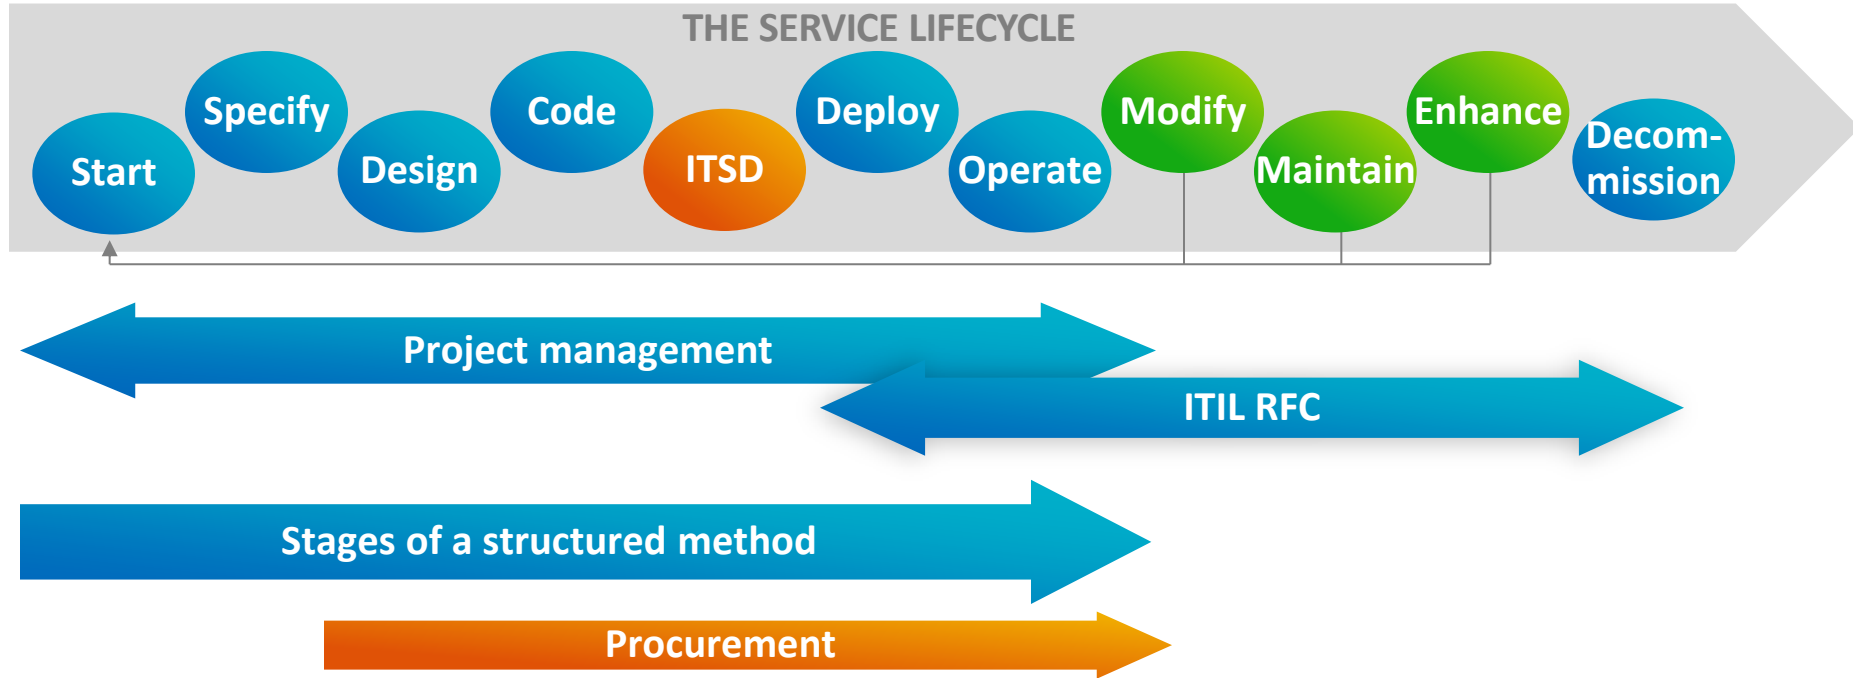 THE SERVICE LIFECYCLE
Start
Specify
Design
Code
ITSD
Deploy
Operate
Modify
Maintain
Enhance
Decom-
mission
Project management
ITIL RFC
Stages of a structured method
Procurement